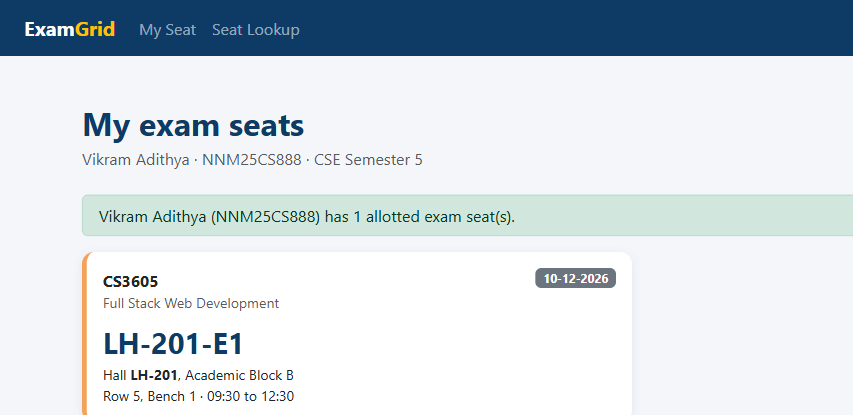 ExamGrid My Seat Seat Lookup
My exam seats
Vikram Adithya · NNM25CS888 · CSE Semester 5
Vikram Adithya (NNM25CS888) has 1 allotted exam seat(s).
CS3605 10-12-2026
Full Stack Web Development
LH-201-E1
Hall LH-201, Academic Block B
Row 5, Bench 1 · 09:30 to 12:30